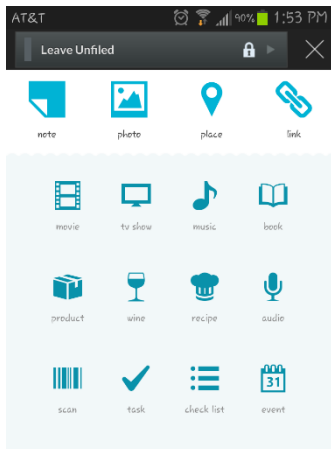 AT&T 90% 1:53 PM
Leave Unfiled
note photo place link
movie tv show music book
product wine recipe audio
31
scan task check list event